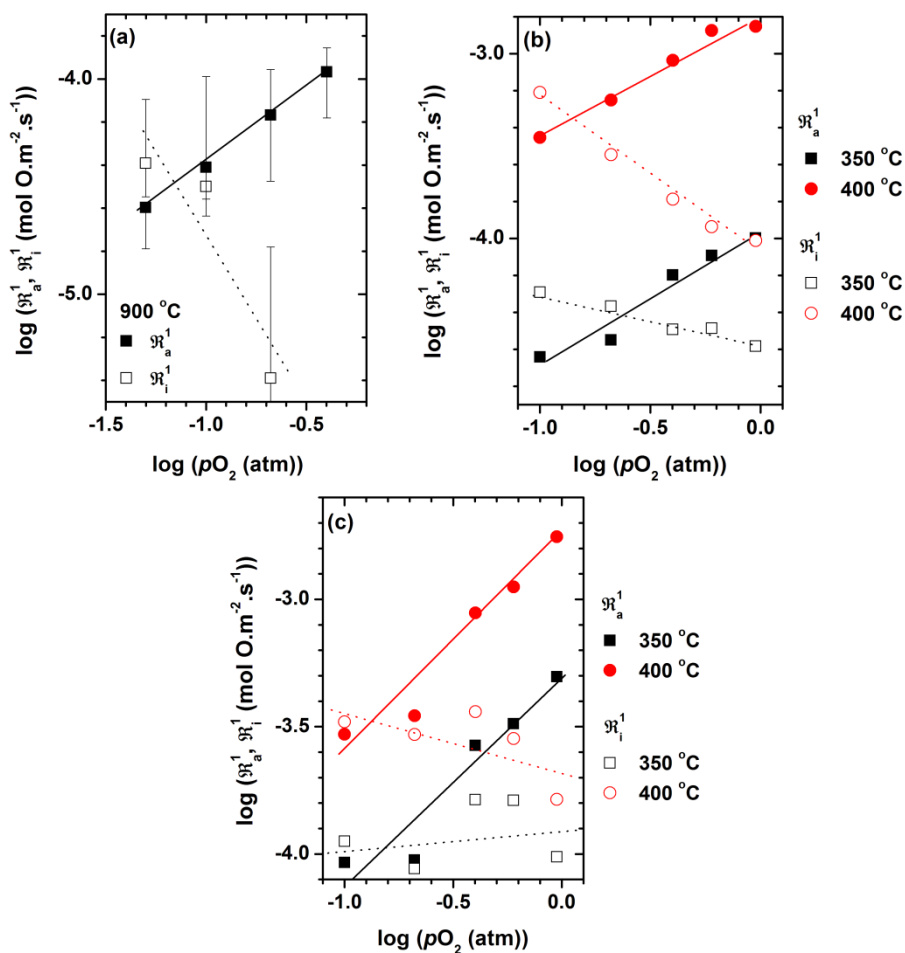 (a)
log (ℜ¹ₐ, ℜ¹ᵢ (mol O.m⁻².s⁻¹))
-4.0
-5.0
900 °C
ℜ¹ₐ
ℜ¹ᵢ
-1.5 -1.0 -0.5
log (pO₂ (atm))
(b)
log (ℜ¹ₐ, ℜ¹ᵢ (mol O.m⁻².s⁻¹))
-3.0
-4.0
-1.0 -0.5 0.0
log (pO₂ (atm))
ℜ¹ₐ
350 °C
400 °C
ℜ¹ᵢ
350 °C
400 °C
(c)
log (ℜ¹ₐ, ℜ¹ᵢ (mol O.m⁻².s⁻¹))
-3.0
-3.5
-4.0
-1.0 -0.5 0.0
log (pO₂ (atm))
ℜ¹ₐ
350 °C
400 °C
ℜ¹ᵢ
350 °C
400 °C